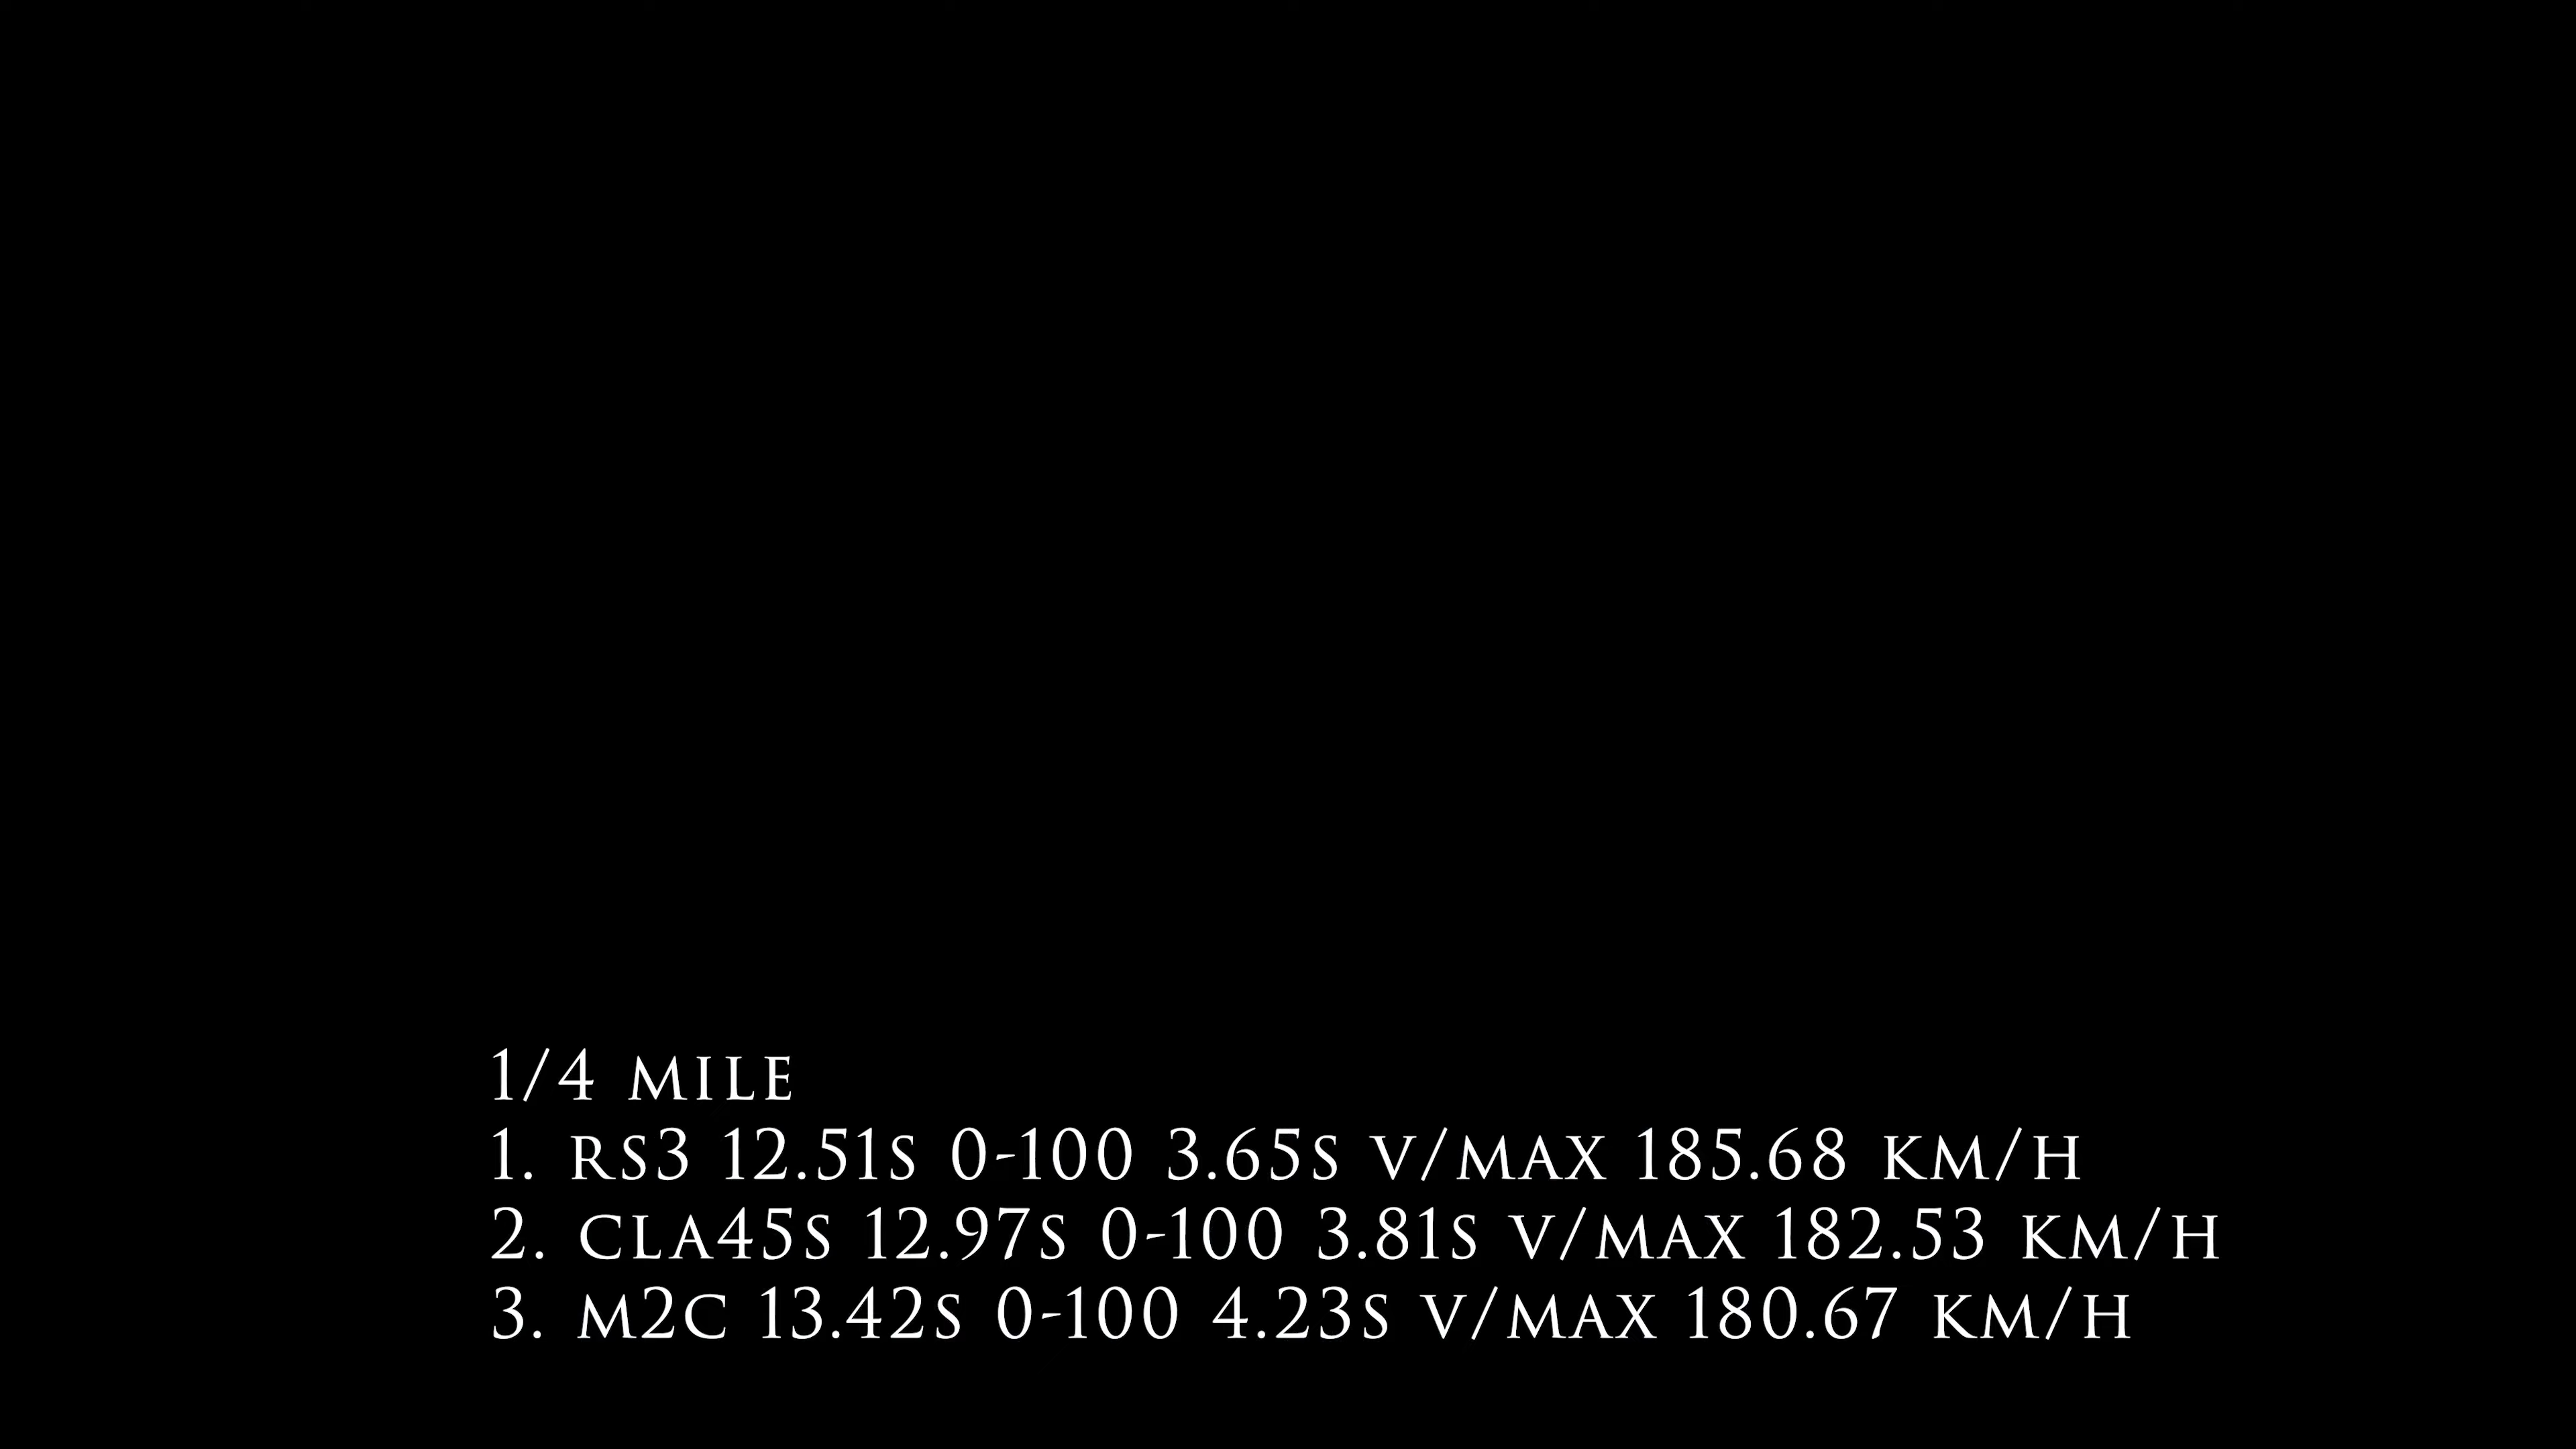 1/4 MILE
1. RS3 12.51S 0-100 3.65S V/MAX 185.68 KM/H
2. CLA45S 12.97S 0-100 3.81S V/MAX 182.53 KM/H
3. M2C 13.42S 0-100 4.23S V/MAX 180.67 KM/H